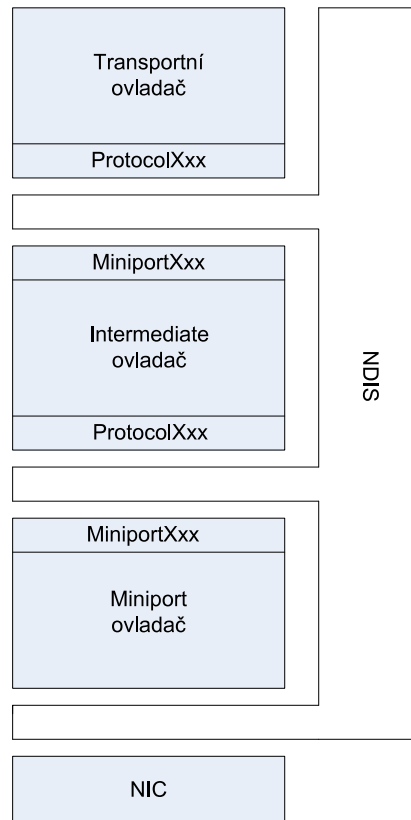 Transportní
ovladač
ProtocolXxx
MiniportXxx
Intermediate
ovladač
ProtocolXxx
NDIS
MiniportXxx
Miniport
ovladač
NIC